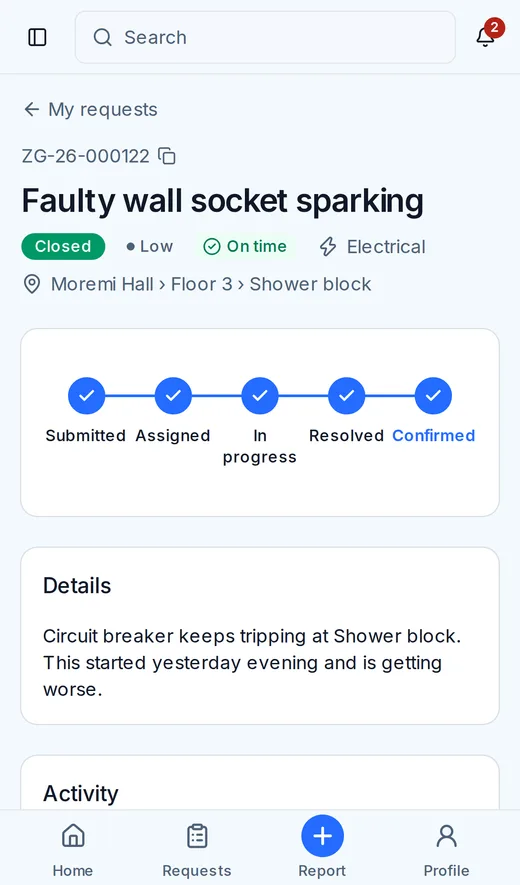 Search
2
My requests
ZG-26-000122
Faulty wall socket sparking
Closed
Low
On time
Electrical
Moremi Hall › Floor 3 › Shower block
Submitted
Assigned
In
progress
Resolved
Confirmed
Details
Circuit breaker keeps tripping at Shower block.
This started yesterday evening and is getting
worse.
Activity
Home
Requests
Report
Profile